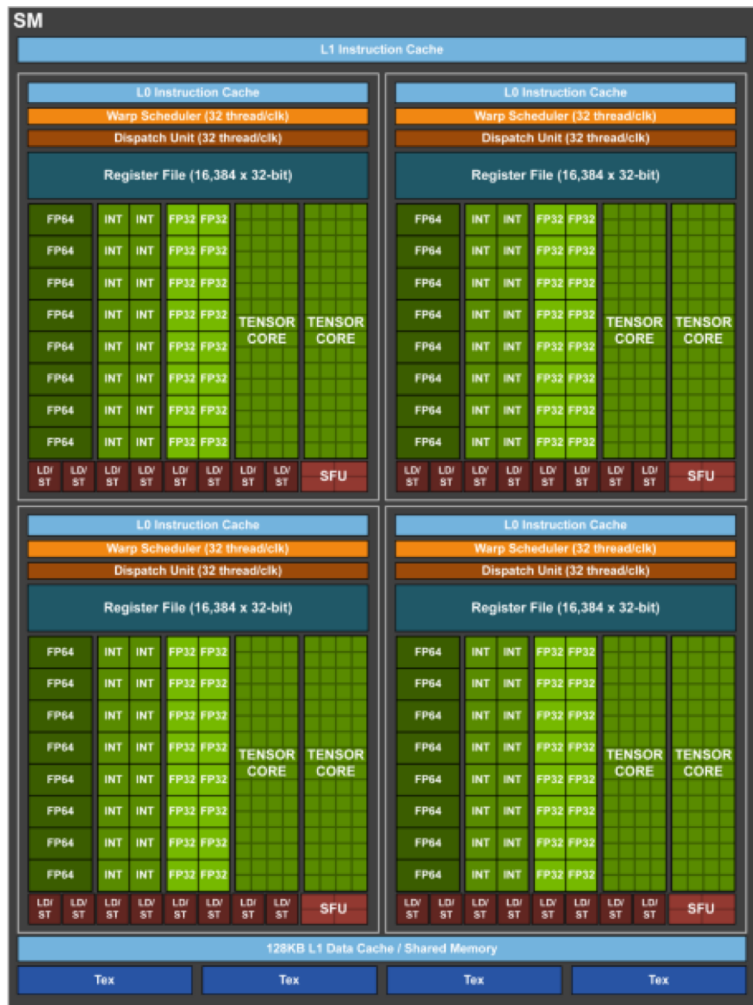 SM
L1 Instruction Cache
L0 Instruction Cache
Warp Scheduler (32 thread/clk)
Dispatch Unit (32 thread/clk)
Register File (16,384 x 32-bit)
FP64 INT INT FP32 FP32
FP64 INT INT FP32 FP32
FP64 INT INT FP32 FP32
FP64 INT INT FP32 FP32
TENSOR CORE TENSOR CORE
FP64 INT INT FP32 FP32
FP64 INT INT FP32 FP32
FP64 INT INT FP32 FP32
FP64 INT INT FP32 FP32
LD/ST LD/ST LD/ST LD/ST LD/ST LD/ST LD/ST LD/ST SFU
L0 Instruction Cache
Warp Scheduler (32 thread/clk)
Dispatch Unit (32 thread/clk)
Register File (16,384 x 32-bit)
FP64 INT INT FP32 FP32
FP64 INT INT FP32 FP32
FP64 INT INT FP32 FP32
FP64 INT INT FP32 FP32
TENSOR CORE TENSOR CORE
FP64 INT INT FP32 FP32
FP64 INT INT FP32 FP32
FP64 INT INT FP32 FP32
FP64 INT INT FP32 FP32
LD/ST LD/ST LD/ST LD/ST LD/ST LD/ST LD/ST LD/ST SFU
L0 Instruction Cache
Warp Scheduler (32 thread/clk)
Dispatch Unit (32 thread/clk)
Register File (16,384 x 32-bit)
FP64 INT INT FP32 FP32
FP64 INT INT FP32 FP32
FP64 INT INT FP32 FP32
FP64 INT INT FP32 FP32
TENSOR CORE TENSOR CORE
FP64 INT INT FP32 FP32
FP64 INT INT FP32 FP32
FP64 INT INT FP32 FP32
FP64 INT INT FP32 FP32
LD/ST LD/ST LD/ST LD/ST LD/ST LD/ST LD/ST LD/ST SFU
L0 Instruction Cache
Warp Scheduler (32 thread/clk)
Dispatch Unit (32 thread/clk)
Register File (16,384 x 32-bit)
FP64 INT INT FP32 FP32
FP64 INT INT FP32 FP32
FP64 INT INT FP32 FP32
FP64 INT INT FP32 FP32
TENSOR CORE TENSOR CORE
FP64 INT INT FP32 FP32
FP64 INT INT FP32 FP32
FP64 INT INT FP32 FP32
FP64 INT INT FP32 FP32
LD/ST LD/ST LD/ST LD/ST LD/ST LD/ST LD/ST LD/ST SFU
128KB L1 Data Cache / Shared Memory
Tex Tex Tex Tex